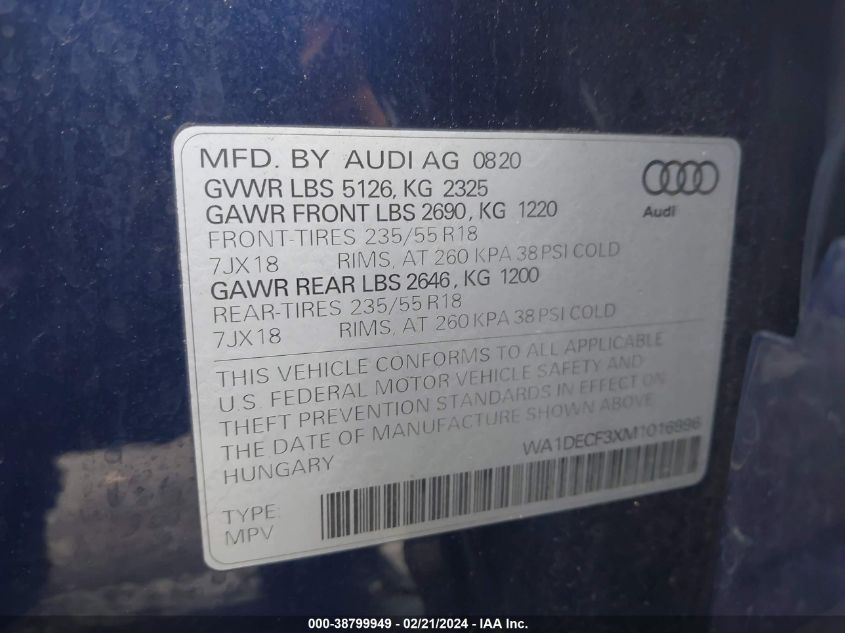 MFD. BY AUDI AG 0820
GVWR LBS 5126, KG 2325
GAWR FRONT LBS 2690, KG 1220
FRONT-TIRES 235/55 R18
7JX18 RIMS, AT 260 KPA 38 PSI COLD
GAWR REAR LBS 2646, KG 1200
REAR-TIRES 235/55 R18
7JX18 RIMS, AT 260 KPA 38 PSI COLD
Audi
THIS VEHICLE CONFORMS TO ALL APPLICABLE
U.S. FEDERAL MOTOR VEHICLE SAFETY AND
THEFT PREVENTION STANDARDS IN EFFECT ON
THE DATE OF MANUFACTURE SHOWN ABOVE
HUNGARY WA1DECF3XM1016996
TYPE:
MPV
000-38799949 - 02/21/2024 - IAA Inc.